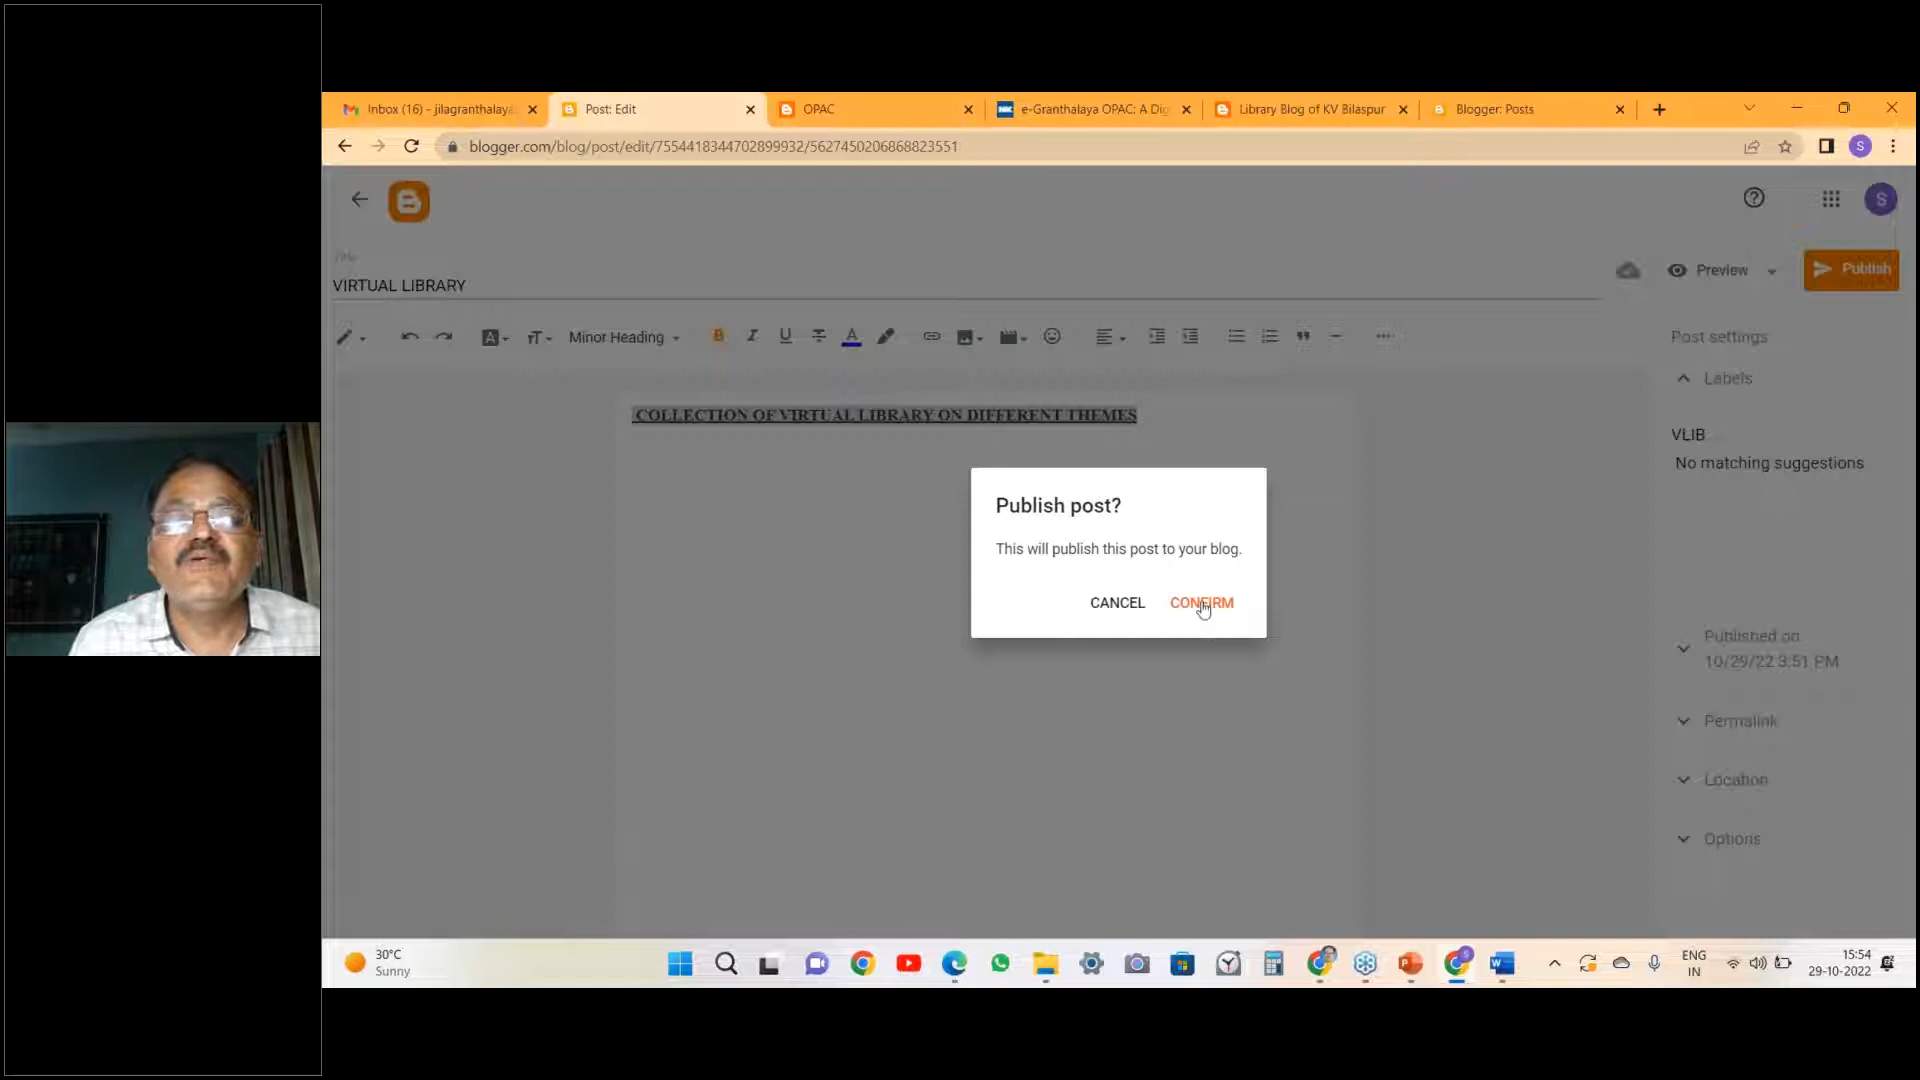 Inbox (16) - jilagranthalaya
Post: Edit
OPAC
e-Granthalaya OPAC: A Dig
Library Blog of KV Bilaspur
Blogger: Posts
blogger.com/blog/post/edit/7554418344702899932/5627450206868823551
S
S
Title
VIRTUAL LIBRARY
Preview
Publish
Minor Heading
Post settings
Labels
COLLECTION OF VIRTUAL LIBRARY ON DIFFERENT THEMES
VLIB
No matching suggestions
Publish post?
This will publish this post to your blog.
CANCEL CONFIRM
Published on
10/29/22 3:51 PM
Permalink
Location
Options
30°C
Sunny
ENG
IN
15:54
29-10-2022